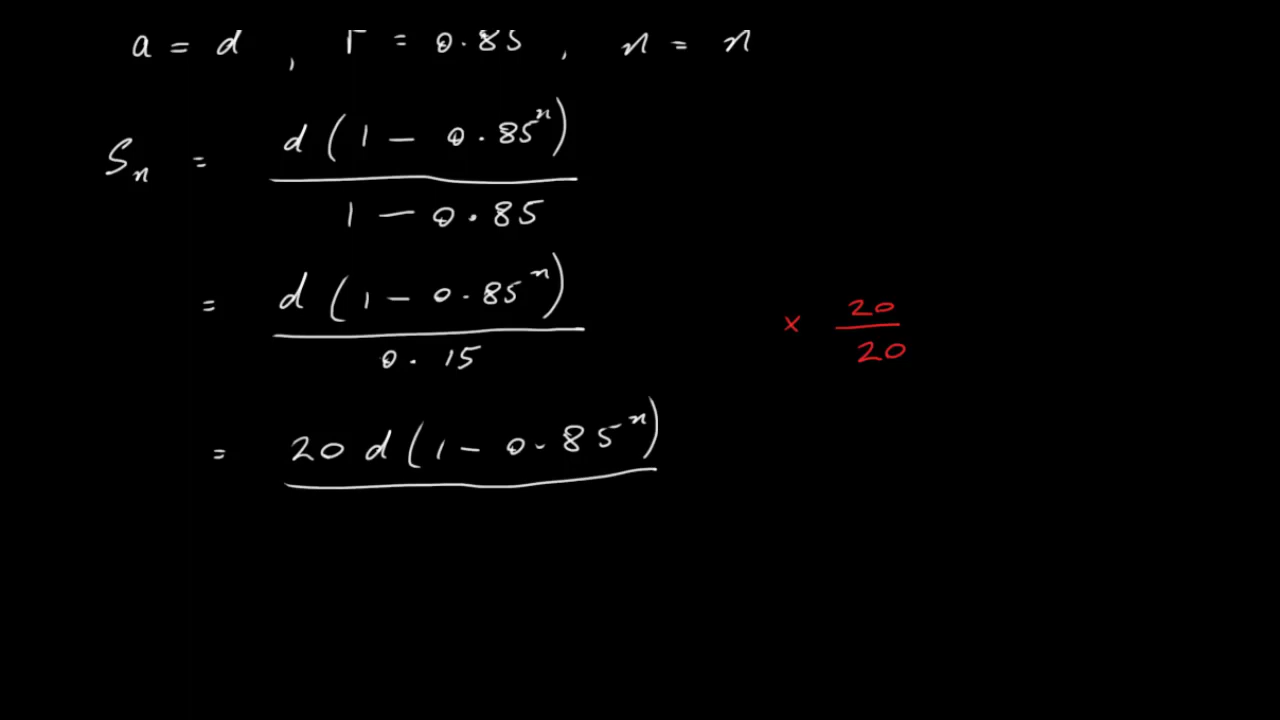 a = d , r = 0.85 , n = n
Sn = d(1 - 0.85^n) / 1 - 0.85
= d(1 - 0.85^n) / 0.15 × 20/20
= 20d(1 - 0.85^n)